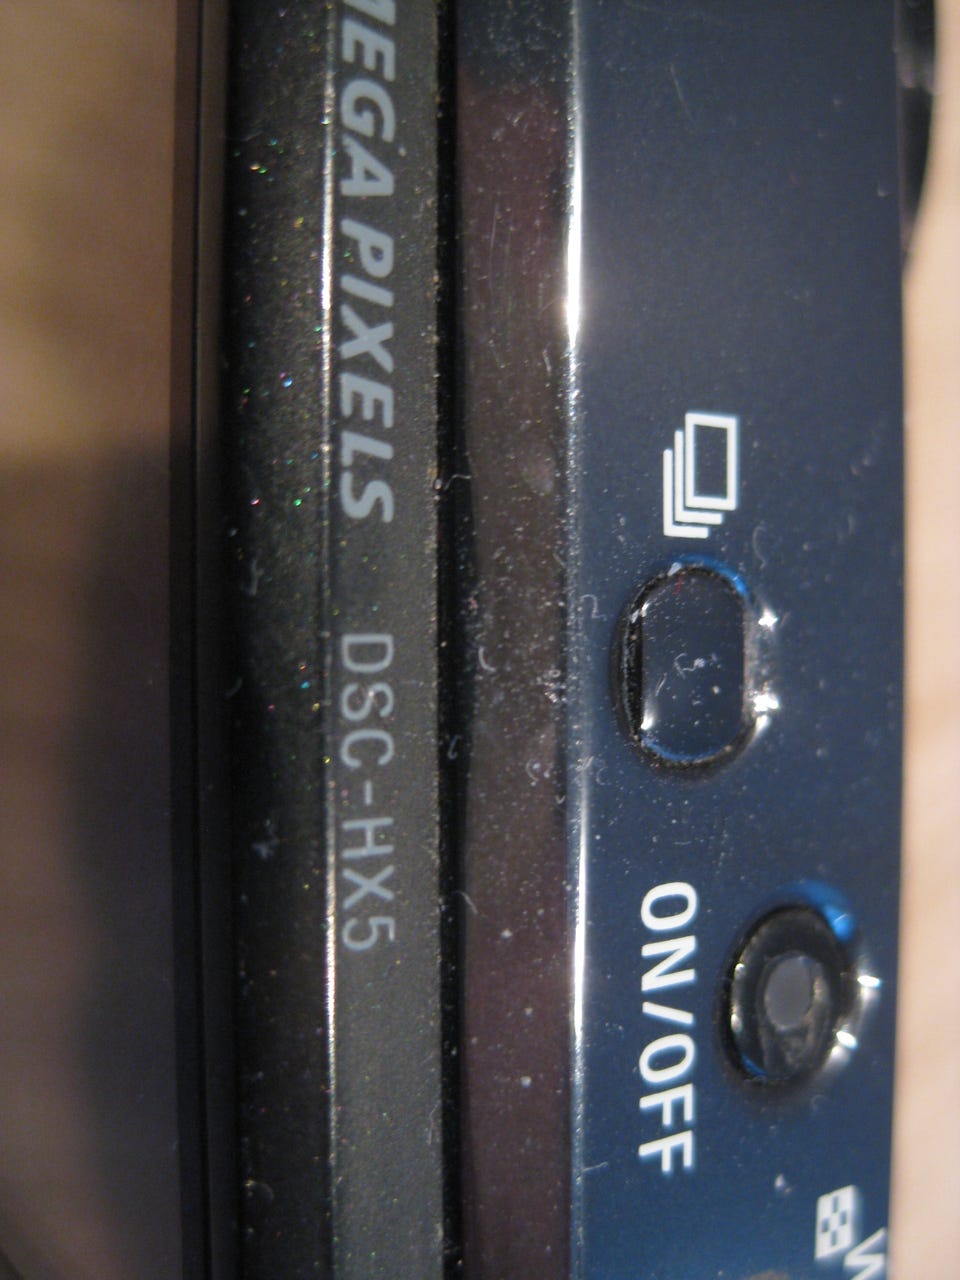 MEGA PIXELS DSC-HX5
ON/OFF
W